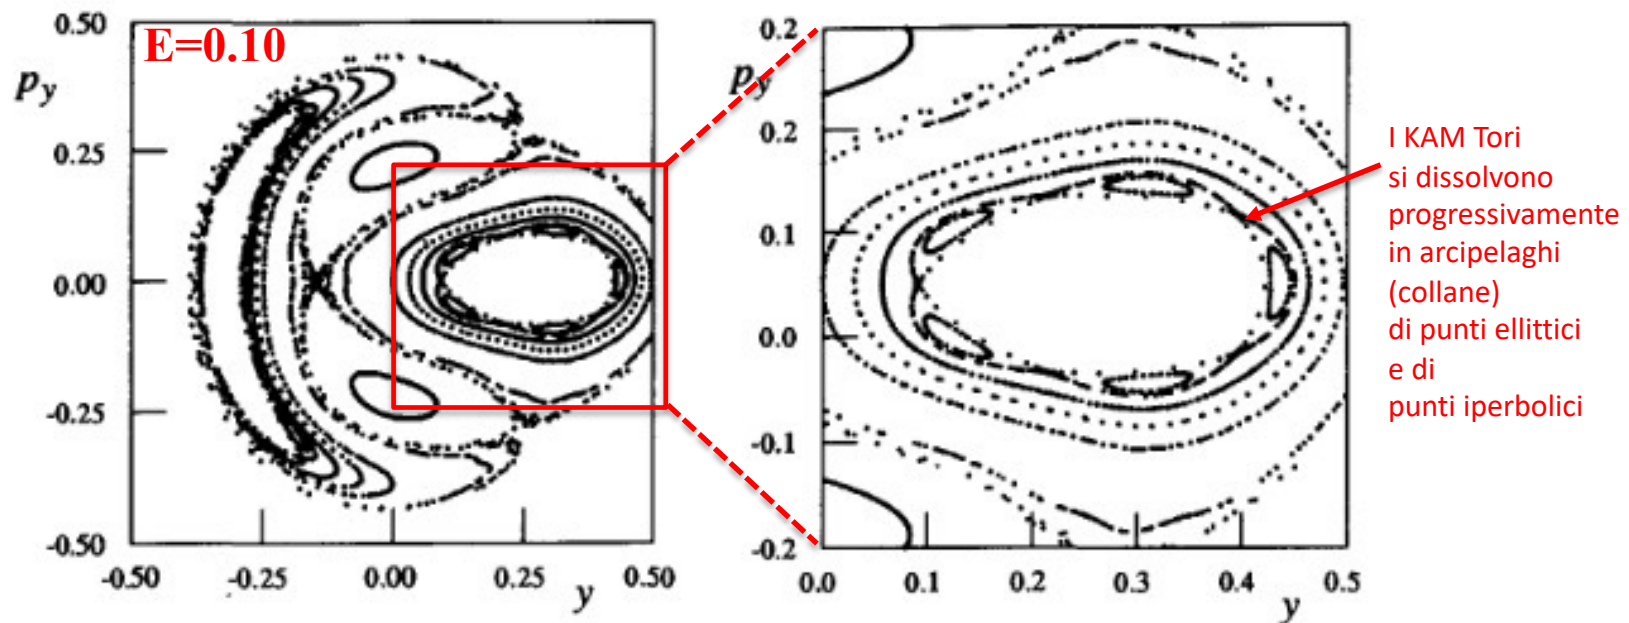 E=0.10
0.50
p_y
0.25
0.00
-0.25
-0.50
-0.50
-0.25
0.00
0.25
0.50
y
0.2
p_y
0.2
0.1
0.0
-0.1
-0.2
0.0
0.1
0.2
0.3
0.4
0.5
y
I KAM Tori
si dissolvono
progressivamente
in arcipelaghi
(collane)
di punti ellittici
e di
punti iperbolici